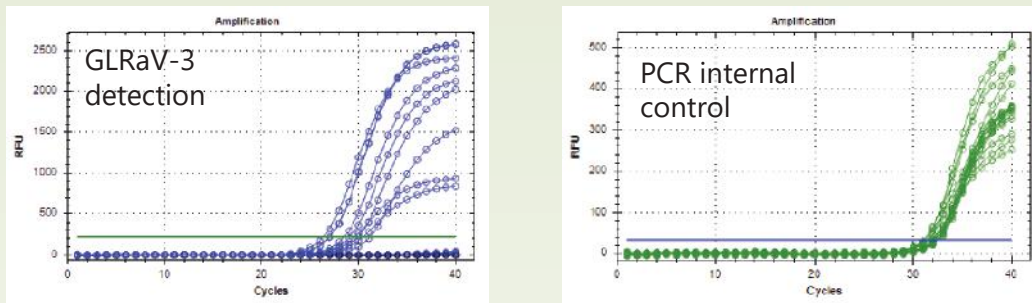 Amplification
GLRaV-3
detection
RFU
2500
2000
1500
1000
500
0
0
10
20
30
40
Cycles
Amplification
PCR internal
control
RFU
500
400
300
200
100
0
0
10
20
30
40
Cycles